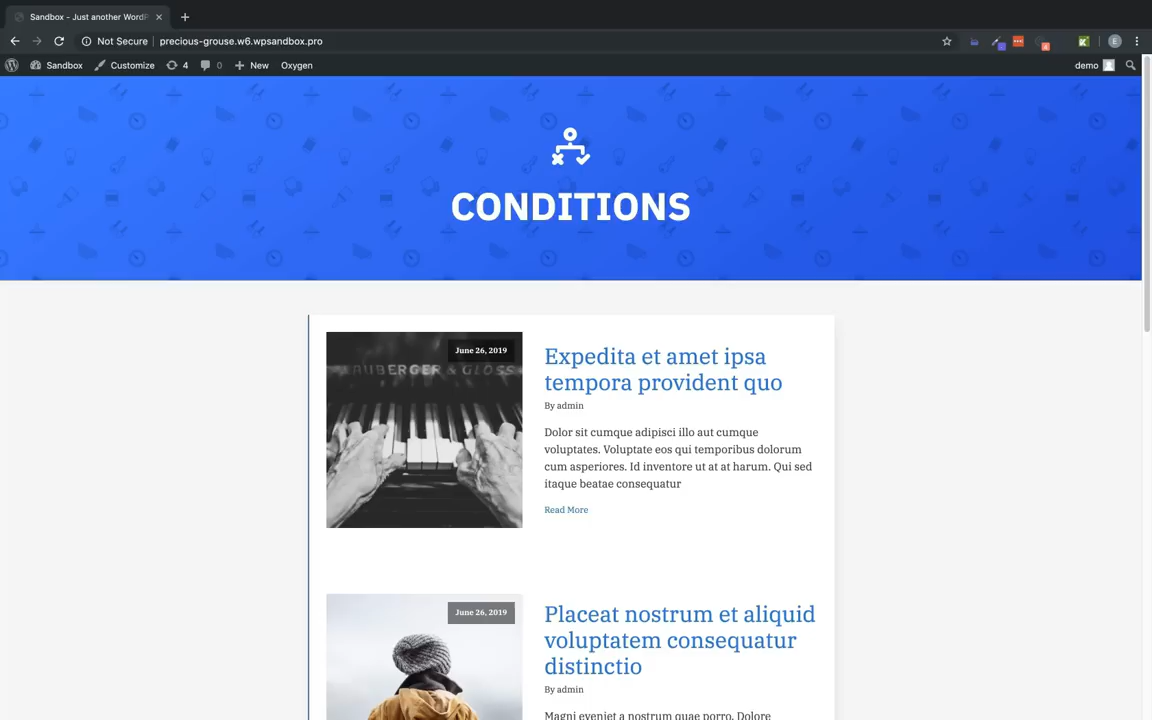 Sandbox - Just another WordP
Not Secure
precious-grouse.w6.wpsandbox.pro
E
Sandbox
Customize
4
0
New
Oxygen
demo
CONDITIONS
June 26, 2019
Expedita et amet ipsa
tempora provident quo
By admin
Dolor sit cumque adipisci illo aut cumque
voluptates. Voluptate eos qui temporibus dolorum
cum asperiores. Id inventore ut at at harum. Qui sed
itaque beatae consequatur
Read More
June 26, 2019
Placeat nostrum et aliquid
voluptatem consequatur
distinctio
By admin
Magni eveniet a nostrum quae porro. Dolore